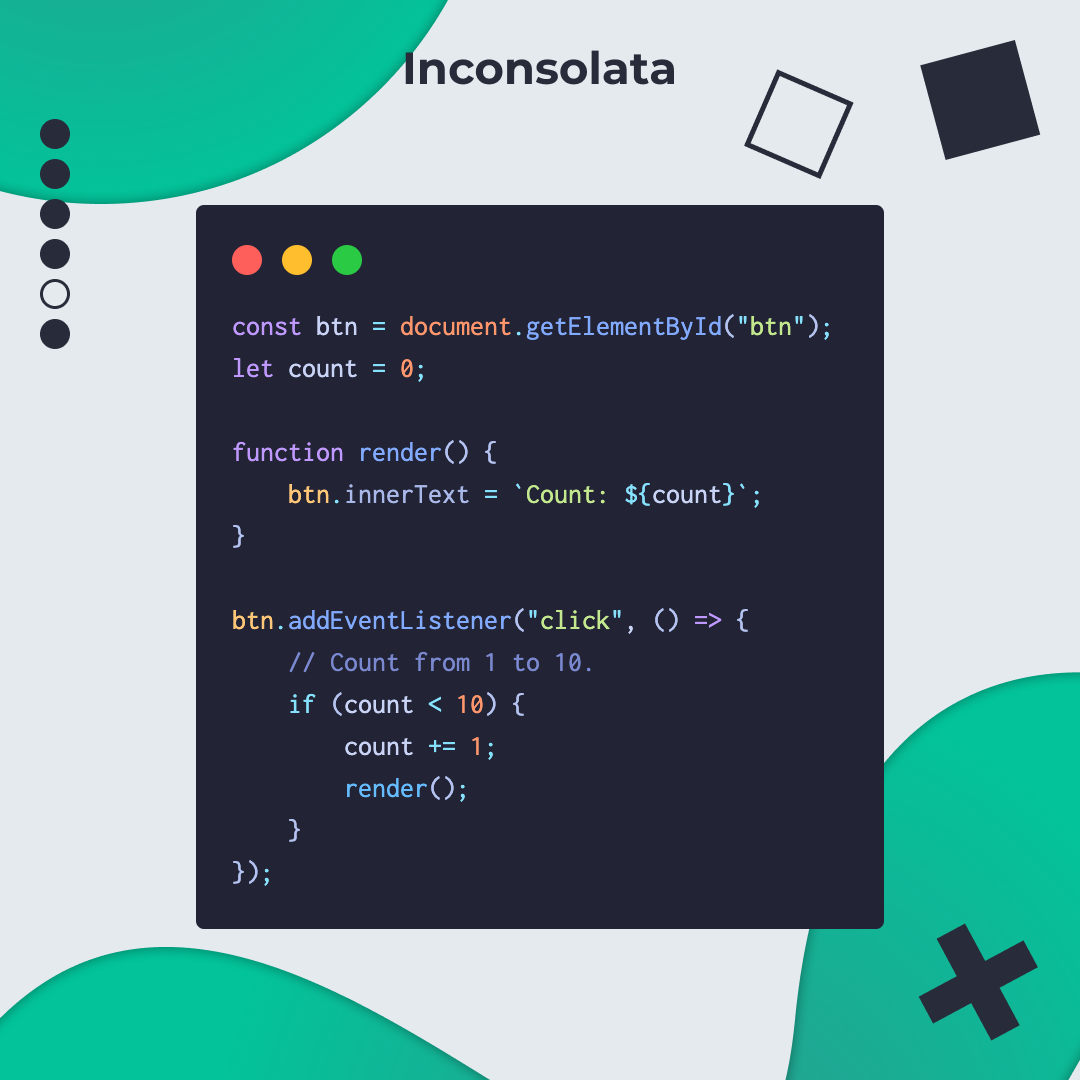 Inconsolata
const btn = document.getElementById("btn");
let count = 0;
function render() {
    btn.innerText = `Count: ${count}`;
}
btn.addEventListener("click", () => {
    // Count from 1 to 10.
    if (count < 10) {
        count += 1;
        render();
    }
});